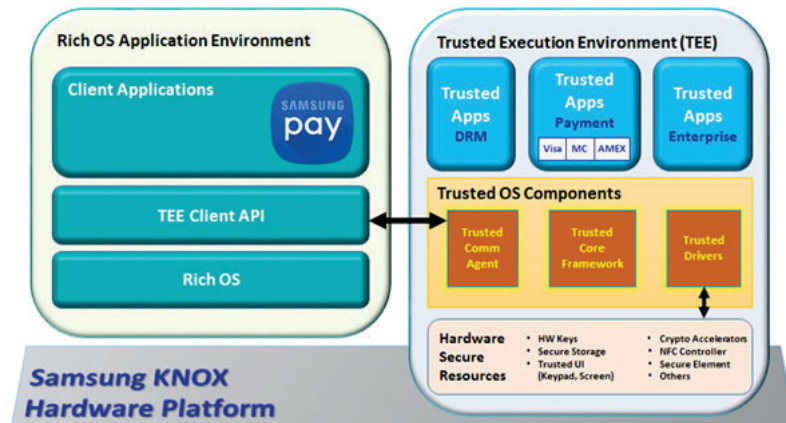 Rich OS Application Environment
Client Applications
SAMSUNG
pay
TEE Client API
Rich OS
Trusted Execution Environment (TEE)
Trusted
Apps
DRM
Trusted
Apps
Payment
Visa MC AMEX
Trusted
Apps
Enterprise
Trusted OS Components
Trusted
Comm
Agent
Trusted
Core
Framework
Trusted
Drivers
Hardware
Secure
Resources
• HW Keys
• Secure Storage
• Trusted UI
(Keypad, Screen)
• Crypto Accelerators
• NFC Controller
• Secure Element
• Others
Samsung KNOX
Hardware Platform